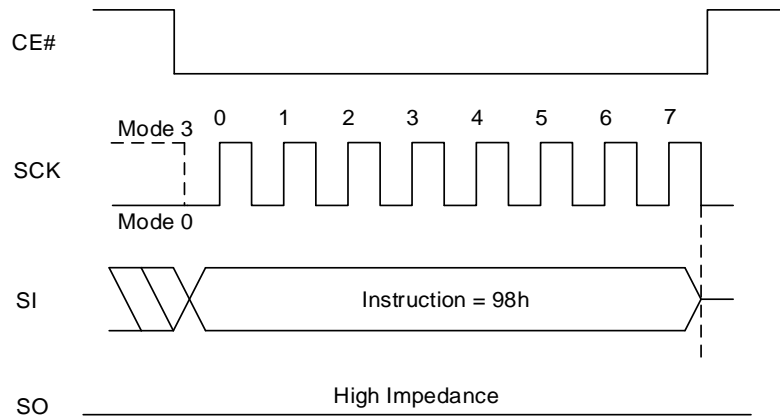 CE#
Mode 3
0 1 2 3 4 5 6 7
SCK
Mode 0
SI
Instruction = 98h
SO
High Impedance